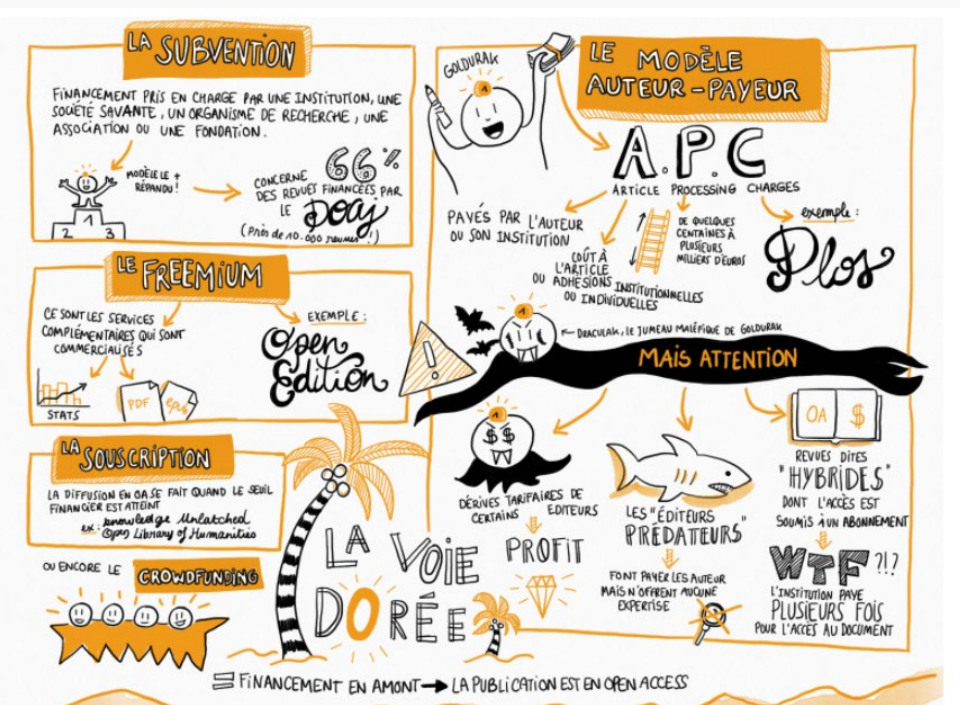 LA SUBVENTION
FINANCEMENT PRIS EN CHARGE PAR UNE INSTITUTION, UNE
SOCIÉTÉ SAVANTE, UN ORGANISME DE RECHERCHE, UNE
ASSOCIATION OU UNE FONDATION.
MODÈLE LE +
RÉPANDU !
1
2 3
CONCERNE 66%
DES REVUES FINANCÉES PAR
LE DOAJ
(Près de 10.000 revues !)
LE FREEMIUM
CE SONT LES SERVICES
COMPLÉMENTAIRES QUI SONT
COMMERCIALISÉS
STATS
PDF
epub
EXEMPLE :
Open
Edition
LA SOUSCRIPTION
LA DIFFUSION EN OA SE FAIT QUAND LE SEUIL
FINANCIER EST ATTEINT
ex: knowledge Unlatched
Open Library of Humanities
OU ENCORE LE CROWDFUNDING
LA VOIE
DORÉE
GOLDURAK
1
LE MODÈLE
AUTEUR-PAYEUR
A.P.C
ARTICLE PROCESSING CHARGES
PAYÉS PAR L'AUTEUR
OU SON INSTITUTION
COÛT À
L'ARTICLE
OU ADHÉSIONS INSTITUTIONNELLES
OU INDIVIDUELLES
DE QUELQUES
CENTAINES À
PLUSIEURS
MILLIERS D'EUROS
exemple :
Plos
1
DRACULAK, LE JUMEAU MALÉFIQUE DE GOLDURAK
!
MAIS ATTENTION
1
$ $
DÉRIVES TARIFAIRES DE
CERTAINS ÉDITEURS
PROFIT
LES "ÉDITEURS
PRÉDATEURS"
FONT PAYER LES AUTEUR
MAIS N'OFFRENT AUCUNE
EXPERTISE
OA $
REVUES DITES
"HYBRIDES"
DONT L'ACCÈS EST
SOUMIS À UN ABONNEMENT
WTF ?!?
L'INSTITUTION PAYE
PLUSIEURS FOIS
POUR L'ACCÈS AU DOCUMENT
FINANCEMENT EN AMONT → LA PUBLICATION EST EN OPEN ACCESS